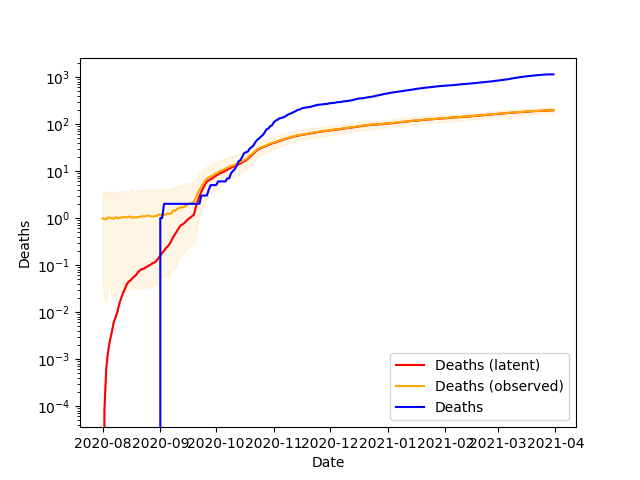 Deaths
10^3
10^2
10^1
10^0
10^-1
10^-2
10^-3
10^-4
Deaths (latent)
Deaths (observed)
Deaths
2020-08 2020-09 2020-10 2020-11 2020-12 2021-01 2021-02 2021-03 2021-04
Date